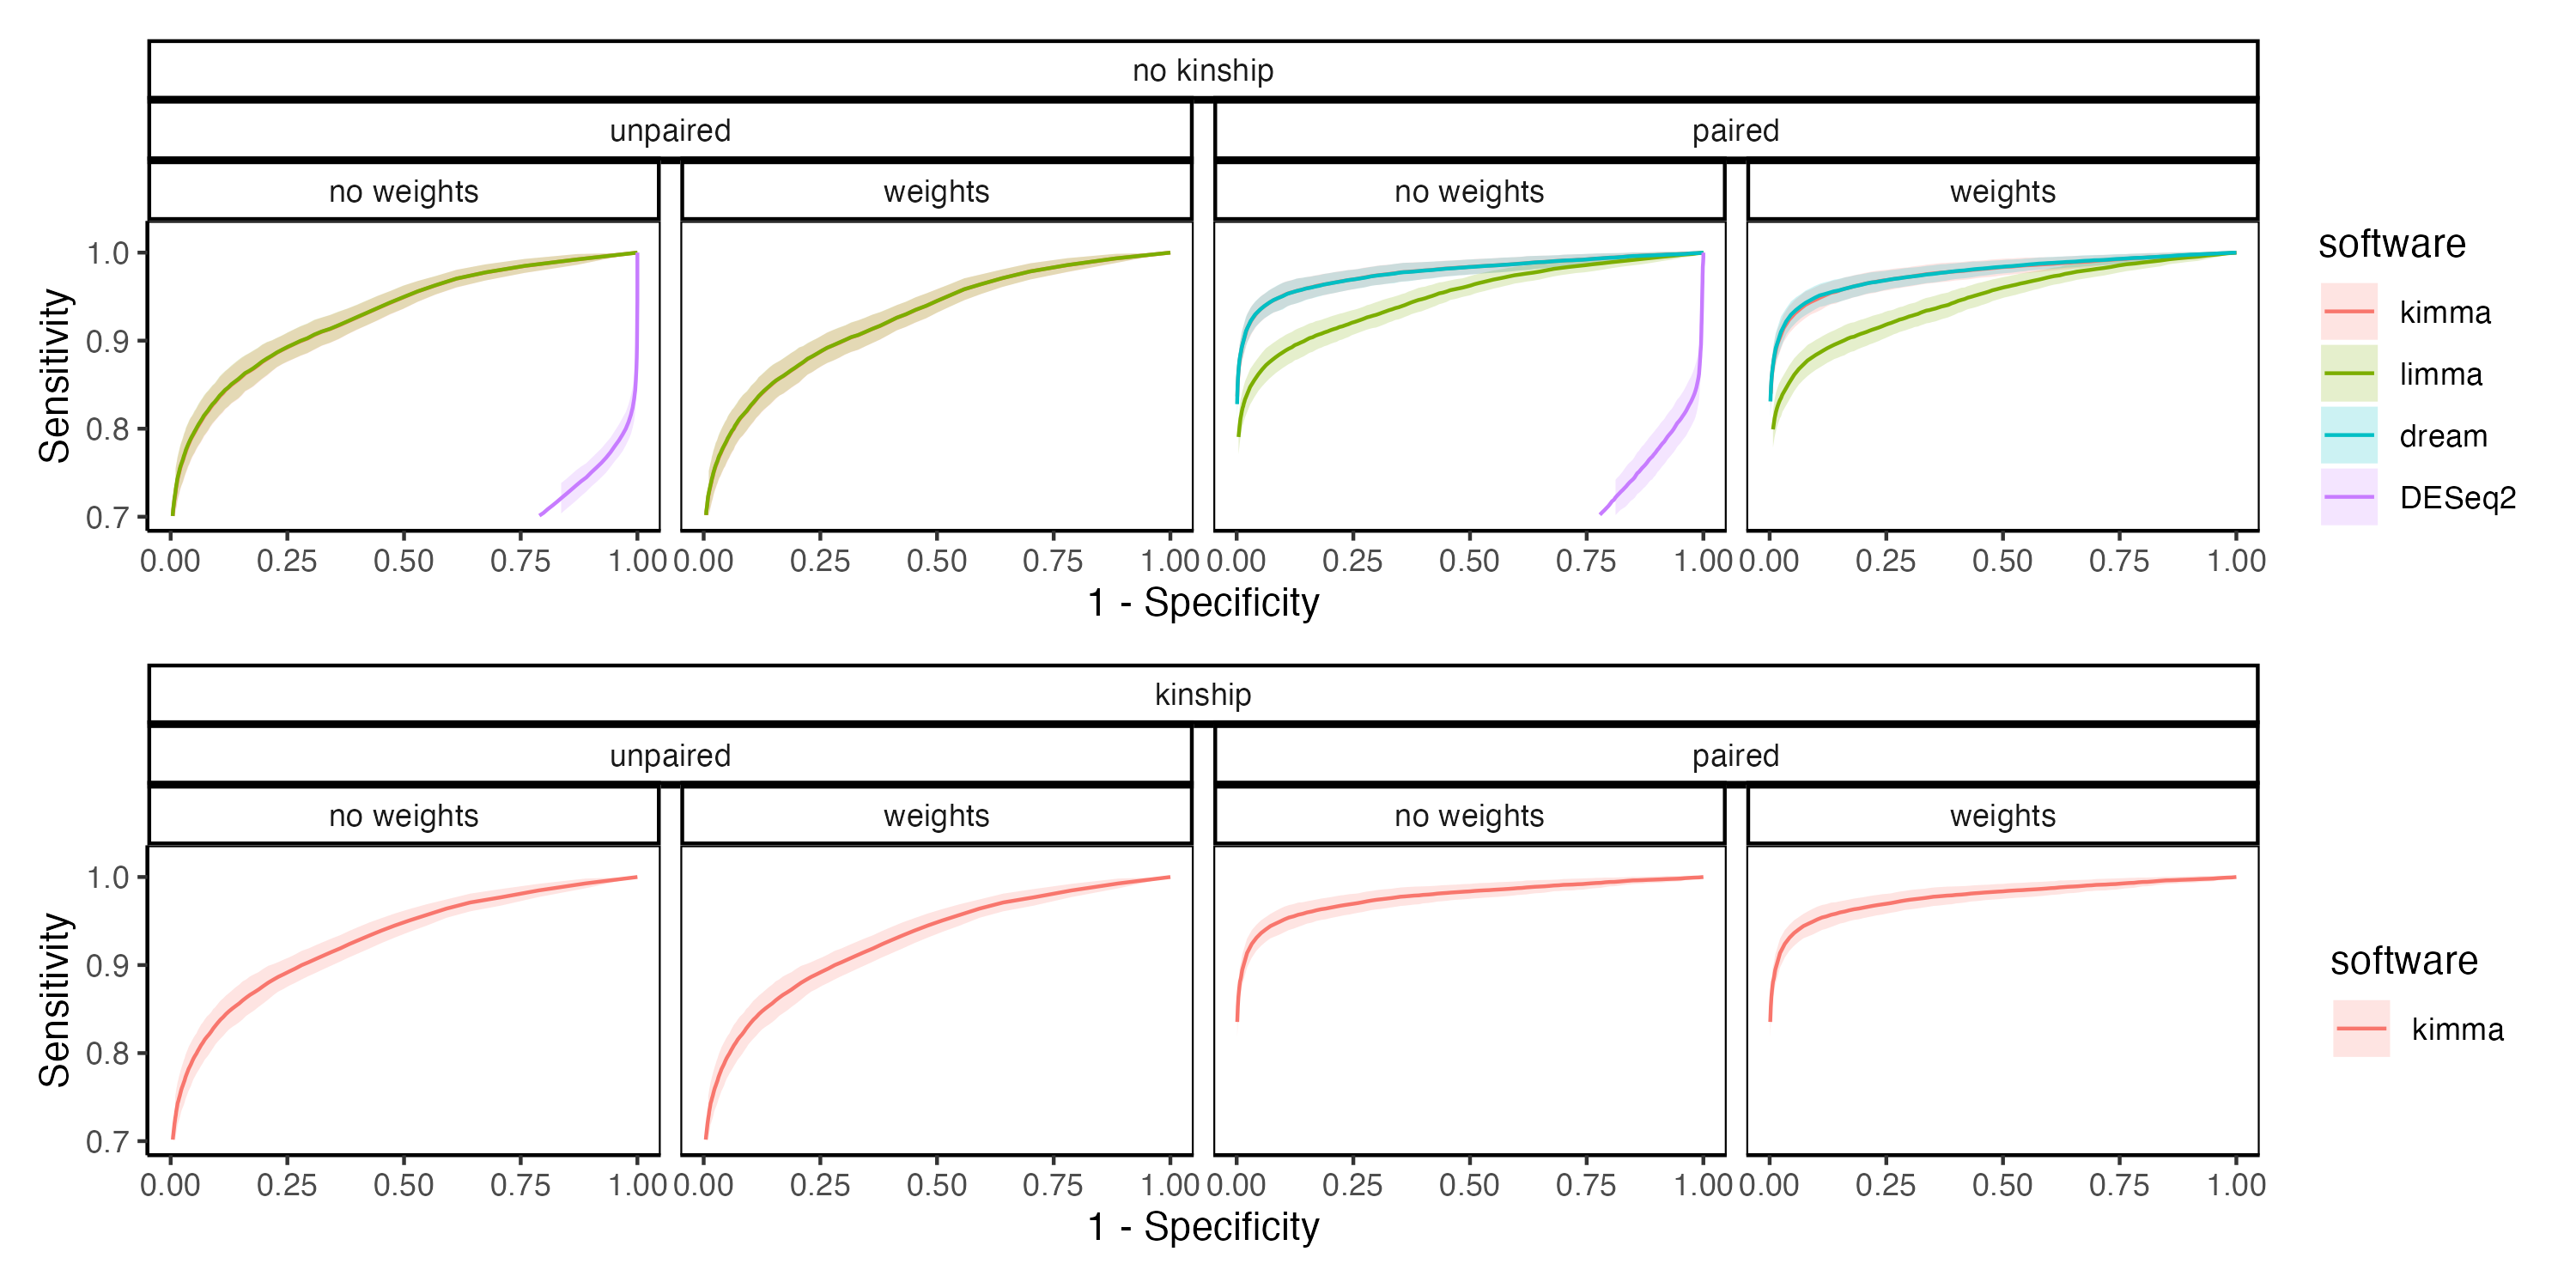 no kinship
unpaired
paired
no weights
weights
no weights
weights
Sensitivity
1.0
0.9
0.8
0.7
0.00 0.25 0.50 0.75 1.00 0.00 0.25 0.50 0.75 1.00 0.00 0.25 0.50 0.75 1.00 0.00 0.25 0.50 0.75 1.00
1 - Specificity
software
kimma
limma
dream
DESeq2
kinship
unpaired
paired
no weights
weights
no weights
weights
Sensitivity
1.0
0.9
0.8
0.7
0.00 0.25 0.50 0.75 1.00 0.00 0.25 0.50 0.75 1.00 0.00 0.25 0.50 0.75 1.00 0.00 0.25 0.50 0.75 1.00
1 - Specificity
software
kimma